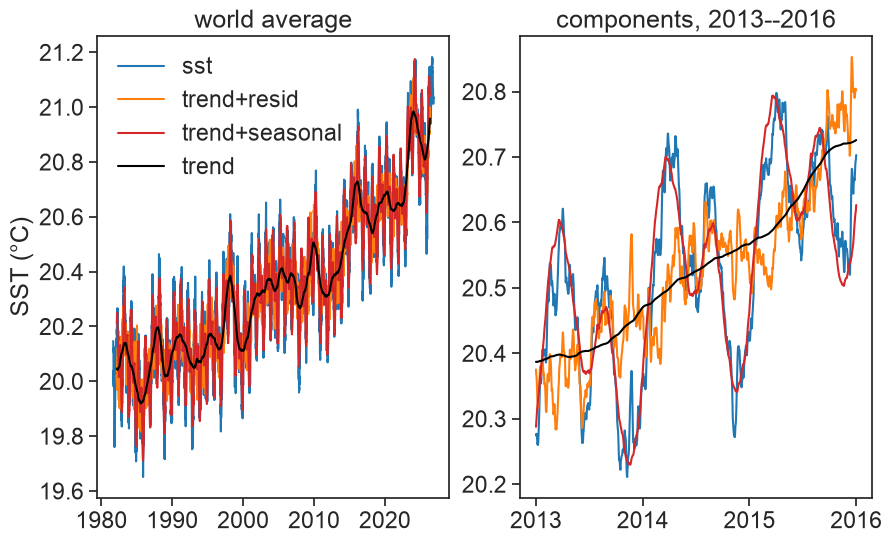 world average
SST (°C)
21.2
21.0
20.8
20.6
20.4
20.2
20.0
19.8
19.6
sst
trend+resid
trend+seasonal
trend
1980 1990 2000 2010 2020
components, 2013--2016
20.8
20.7
20.6
20.5
20.4
20.3
20.2
2013 2014 2015 2016